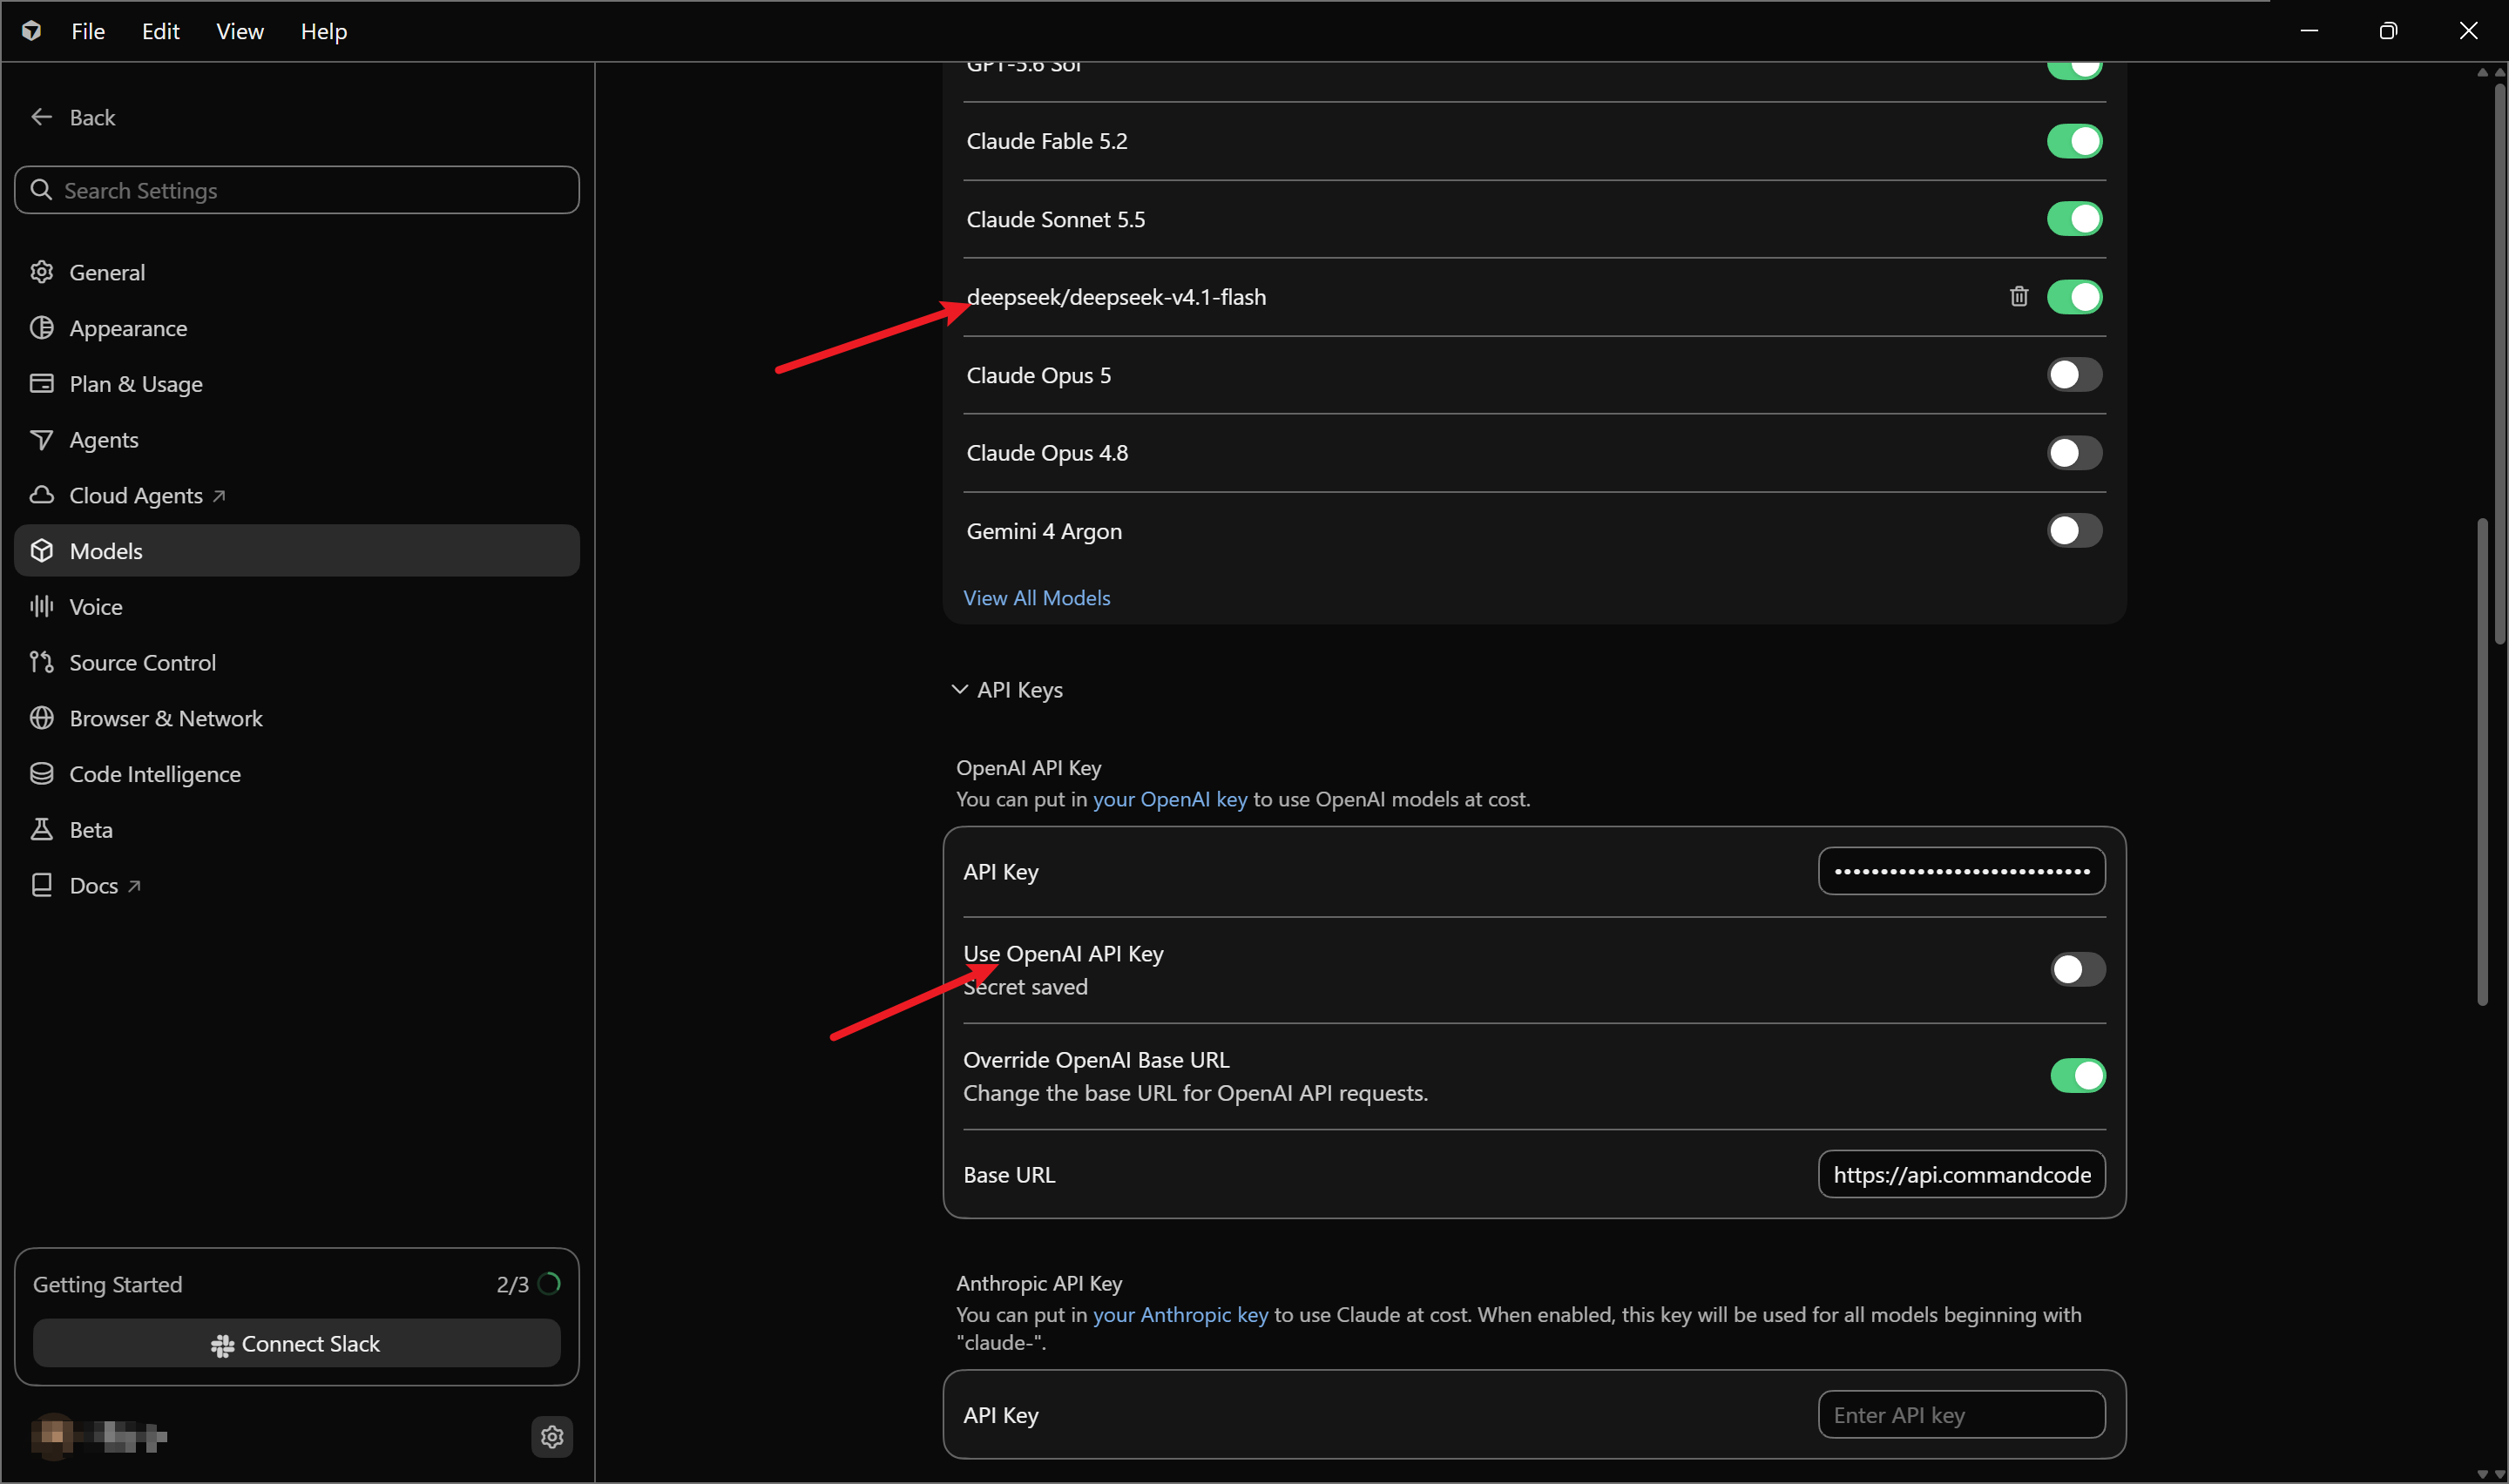 File Edit View Help
Back
Search Settings
General
Appearance
Plan & Usage
Agents
Cloud Agents
Models
Voice
Source Control
Browser & Network
Code Intelligence
Beta
Docs
Getting Started 2/3
Connect Slack
GPT-5.6 Sol
Claude Fable 5.2
Claude Sonnet 5.5
deepseek/deepseek-v4.1-flash
Claude Opus 5
Claude Opus 4.8
Gemini 4 Argon
View All Models
API Keys
OpenAI API Key
You can put in your OpenAI key to use OpenAI models at cost.
API Key
Use OpenAI API Key
Secret saved
Override OpenAI Base URL
Change the base URL for OpenAI API requests.
Base URL https://api.commandcode
Anthropic API Key
You can put in your Anthropic key to use Claude at cost. When enabled, this key will be used for all models beginning with
"claude-".
API Key Enter API key